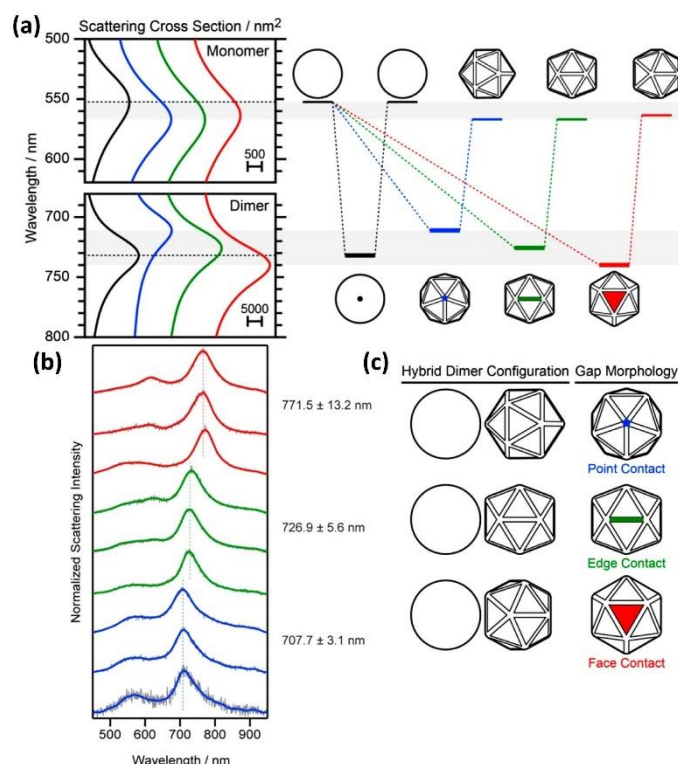 (a)
Scattering Cross Section / nm²
Monomer
500
550
600
Wavelength / nm
500
Dimer
700
750
800
5000
(b)
Normalized Scattering Intensity
771.5 ± 13.2 nm
726.9 ± 5.6 nm
707.7 ± 3.1 nm
500 600 700 800 900
Wavelength / nm
(c)
Hybrid Dimer Configuration Gap Morphology
Point Contact
Edge Contact
Face Contact